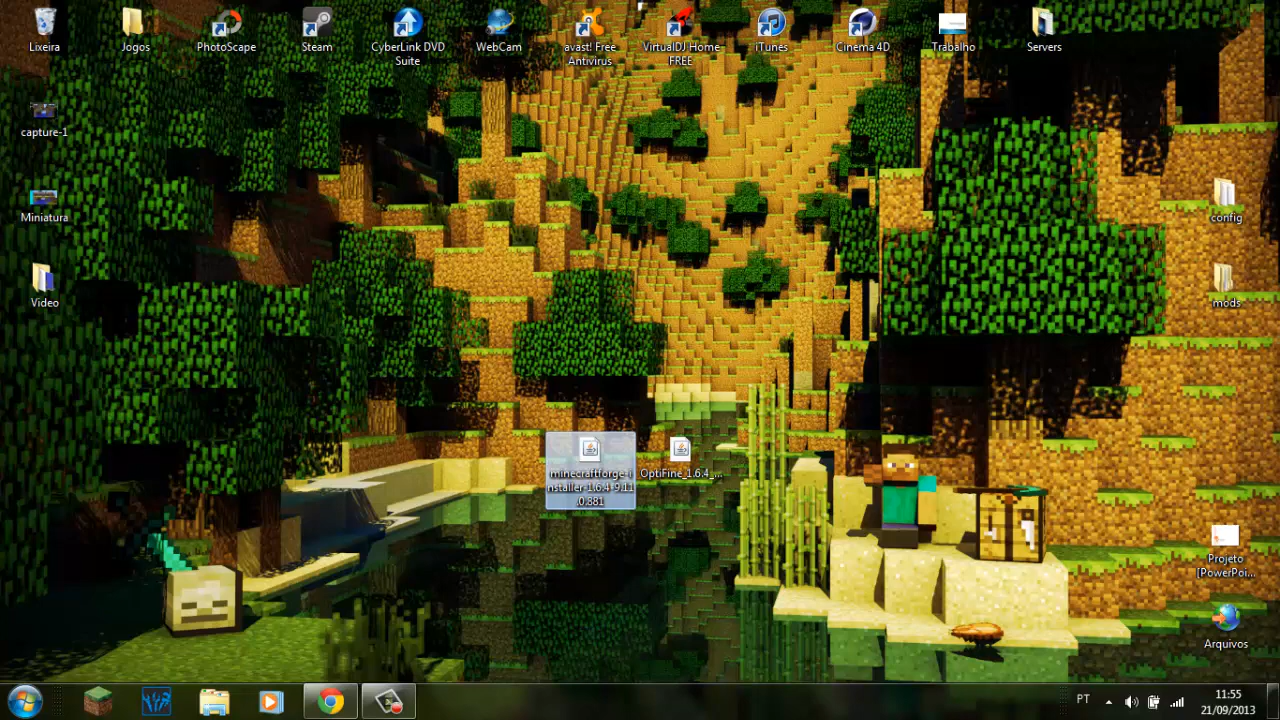 Lixeira
Jogos
PhotoScape
Steam
CyberLink DVD
Suite
WebCam
avast! Free
Antivirus
VirtualDJ Home
FREE
iTunes
Cinema 4D
Trabalho
Servers
capture-1
Miniatura
config
Video
mods
minecraftforge-i
nstaller-1.6.4-9.11
.0.881
OptiFine_1.6.4_...
Projeto
[PowerPoi...
Arquivos
PT
11:55
21/09/2013